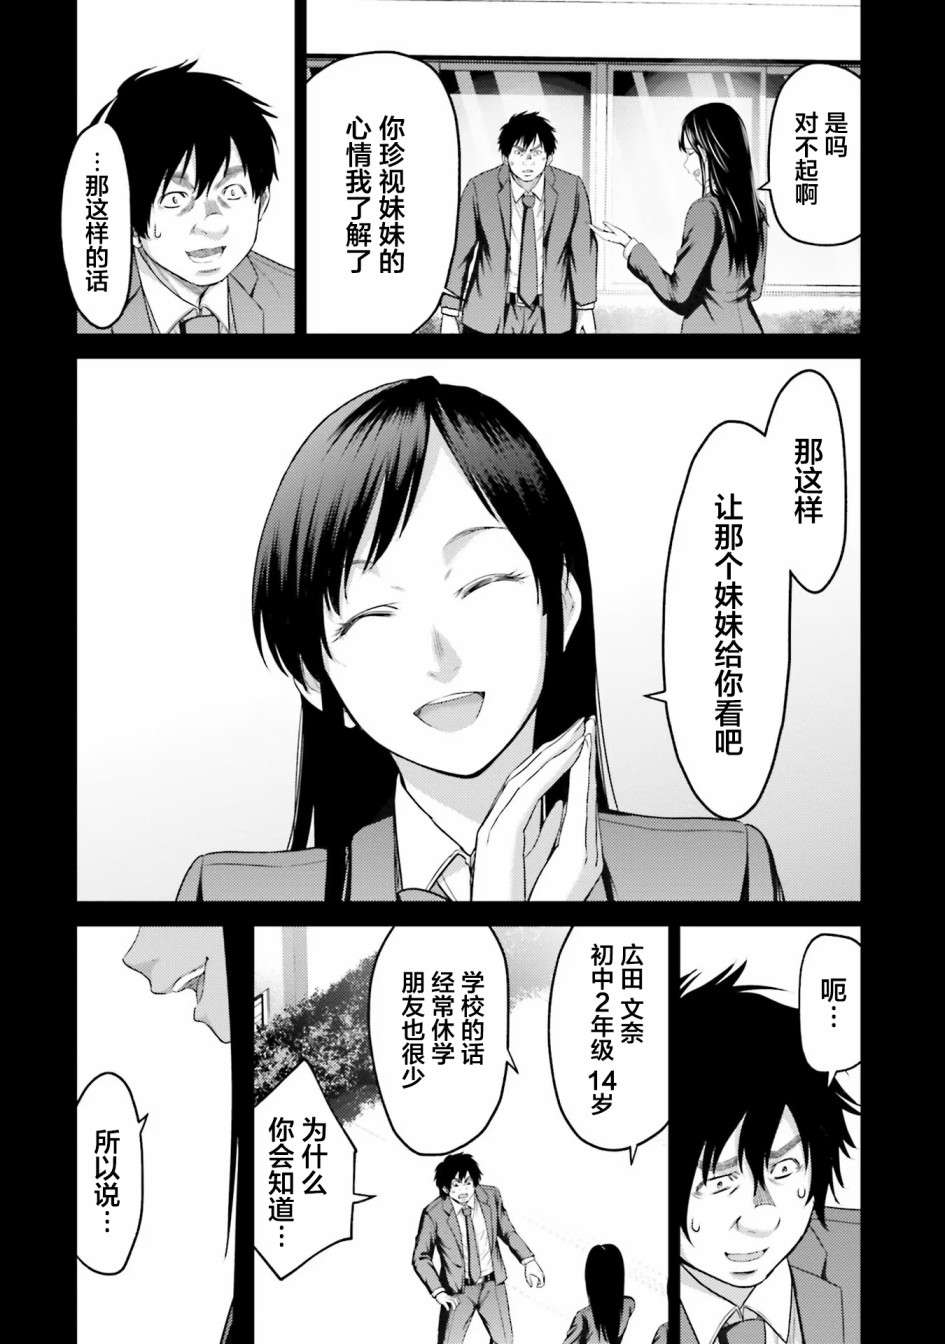 是吗
对不起啊
你珍视妹妹的
心情我了解了
…那这样的话
那这样
让那个妹妹给你看吧
呃…
広田 文奈
初中2年级 14岁
学校的话
经常休学
朋友也很少
为什么
你会知道…
所以说…